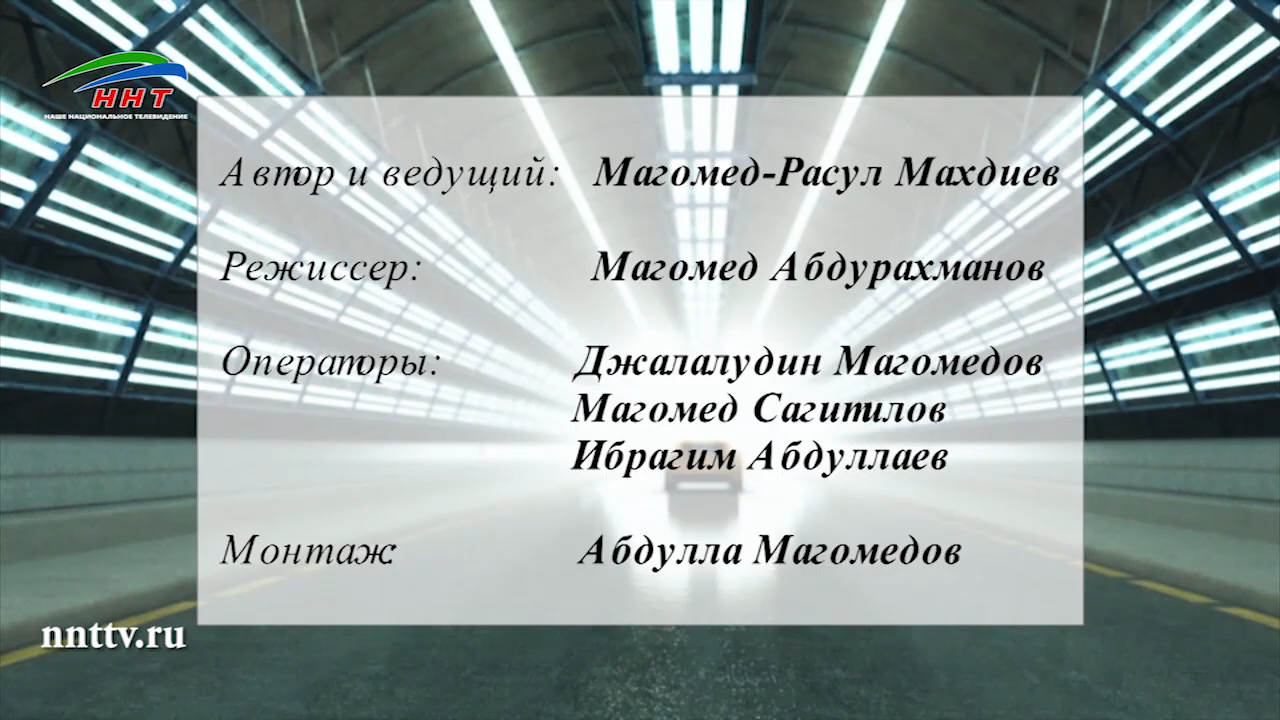 ННТ
НАШЕ НАЦИОНАЛЬНОЕ ТЕЛЕВИДЕНИЕ
Автор и ведущий: Магомед-Расул Махдиев
Режиссер: Магомед Абдурахманов
Операторы: Джалалудин Магомедов
Магомед Сагитилов
Ибрагим Абдуллаев
Монтаж: Абдулла Магомедов
nnttv.ru